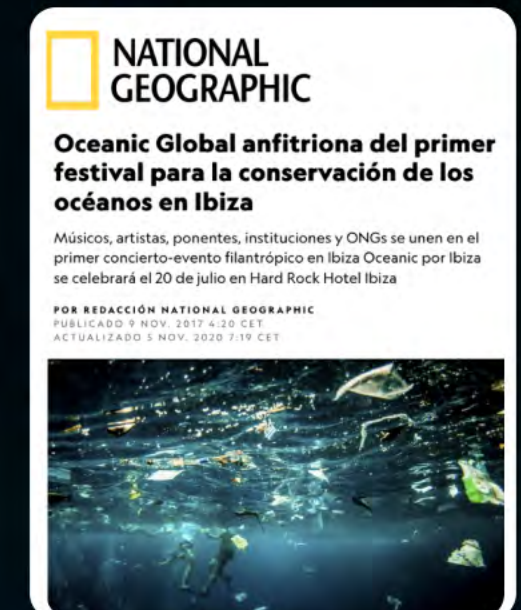 NATIONAL
GEOGRAPHIC
Oceanic Global anfitriona del primer
festival para la conservación de los
océanos en Ibiza
Músicos, artistas, ponentes, instituciones y ONGs se unen en el
primer concierto-evento filantrópico en Ibiza Oceanic por Ibiza
se celebrará el 20 de julio en Hard Rock Hotel Ibiza
POR REDACCIÓN NATIONAL GEOGRAPHIC
PUBLICADO 9 NOV. 2017 4:20 CET
ACTUALIZADO 5 NOV. 2020 7:19 CET